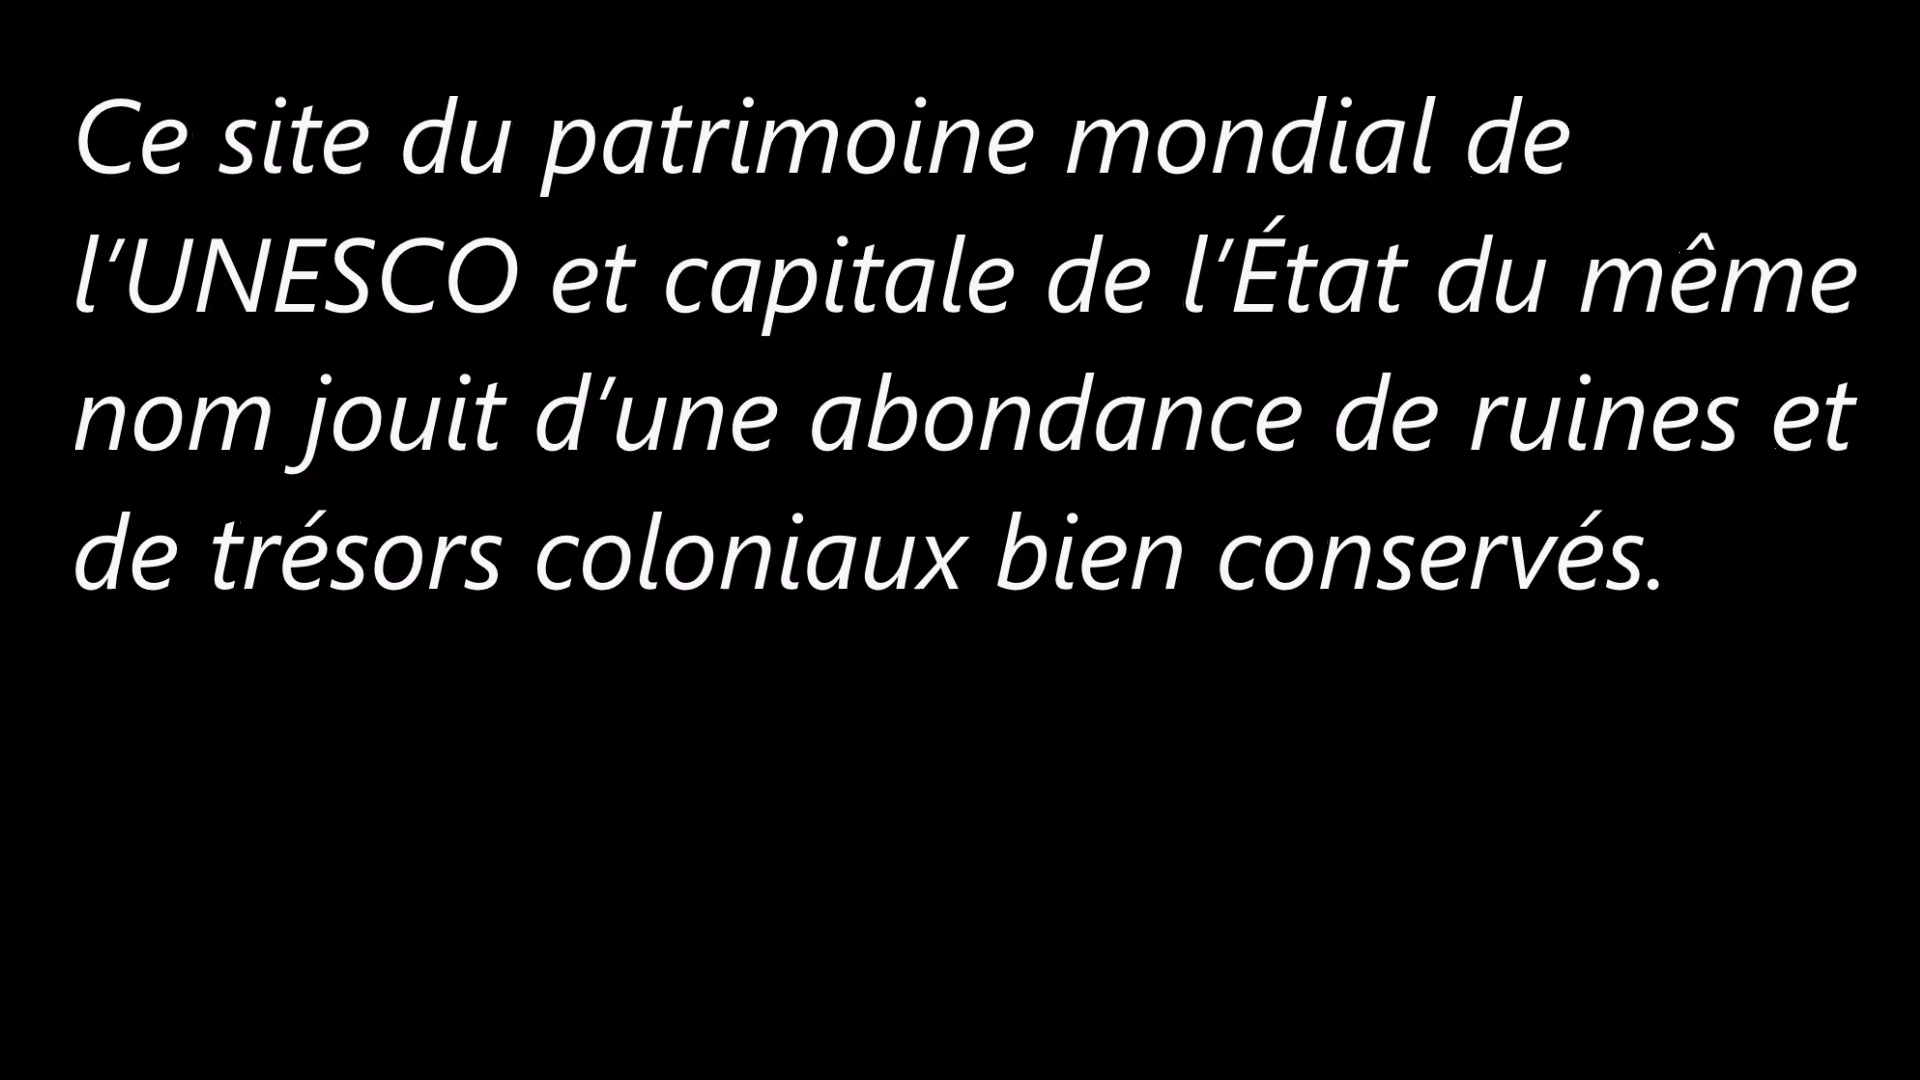 Ce site du patrimoine mondial de
l’UNESCO et capitale de l’État du même
nom jouit d’une abondance de ruines et
de trésors coloniaux bien conservés.